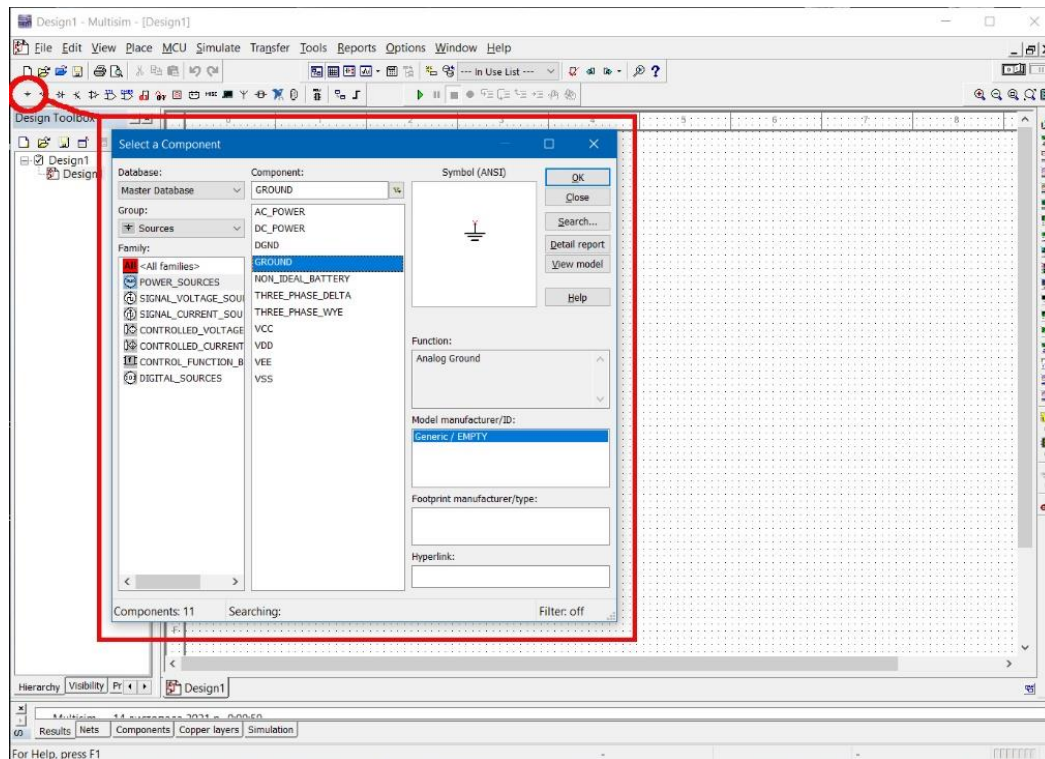 Design1 - Multisim - [Design1]
File Edit View Place MCU Simulate Transfer Tools Reports Options Window Help
--- In Use List ---
Design Toolbox
Design1
Design
Select a Component
Database:
Master Database
Group:
Sources
Family:
All <All families>
POWER_SOURCES
SIGNAL_VOLTAGE_SOU
SIGNAL_CURRENT_SOU
CONTROLLED_VOLTAGE
CONTROLLED_CURRENT
CONTROL_FUNCTION_B
DIGITAL_SOURCES
Component:
GROUND
AC_POWER
DC_POWER
DGND
GROUND
NON_IDEAL_BATTERY
THREE_PHASE_DELTA
THREE_PHASE_WYE
VCC
VDD
VEE
VSS
Symbol (ANSI)
OK
Close
Search...
Detail report
View model
Help
Function:
Analog Ground
Model manufacturer/ID:
Generic / EMPTY
Footprint manufacturer/type:
Hyperlink:
Components: 11 Searching: Filter: off
Hierarchy Visibility Pr
Design1
Results Nets Components Copper layers Simulation
For Help, press F1